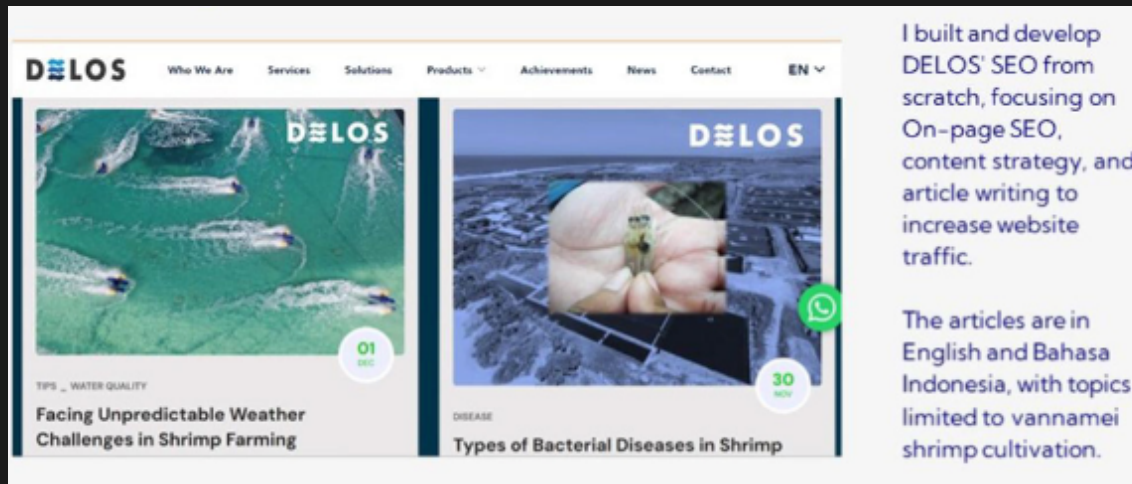 DELOS
Who We Are Services Solutions Products Achievements News Contact EN
DELOS
01
DEC
TIPS _ WATER QUALITY
Facing Unpredictable Weather
Challenges in Shrimp Farming
DELOS
30
NOV
DISEASE
Types of Bacterial Diseases in Shrimp
I built and develop
DELOS' SEO from
scratch, focusing on
On-page SEO,
content strategy, and
article writing to
increase website
traffic.
The articles are in
English and Bahasa
Indonesia, with topics
limited to vannamei
shrimp cultivation.